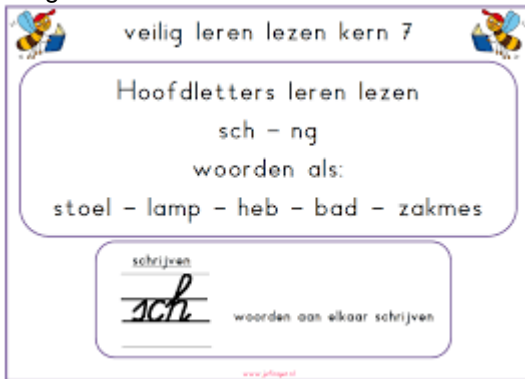 veilig leren lezen kern 7
Hoofdletters leren lezen
sch – ng
woorden als:
stoel – lamp – heb – bad – zakmes
schrijven
sch
woorden aan elkaar schrijven